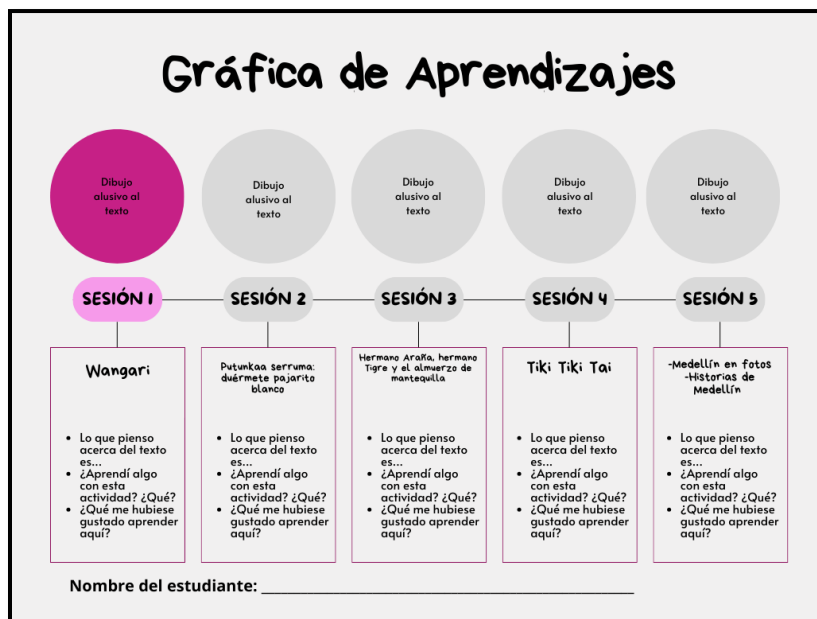 Gráfica de Aprendizajes
Dibujo
alusivo al
texto
Dibujo
alusivo al
texto
Dibujo
alusivo al
texto
Dibujo
alusivo al
texto
Dibujo
alusivo al
texto
SESIÓN 1
SESIÓN 2
SESIÓN 3
SESIÓN 4
SESIÓN 5
Wangari
• Lo que pienso
acerca del texto
es...
• ¿Aprendí algo
con esta
actividad? ¿Qué?
• ¿Qué me hubiese
gustado aprender
aquí?
Putunkaa serruma:
duérmete pajarito
blanco
• Lo que pienso
acerca del texto
es...
• ¿Aprendí algo
con esta
actividad? ¿Qué?
• ¿Qué me hubiese
gustado aprender
aquí?
Hermano Araña, hermano
Tigre y el almuerzo de
mantequilla
• Lo que pienso
acerca del texto
es...
• ¿Aprendí algo
con esta
actividad? ¿Qué?
• ¿Qué me hubiese
gustado aprender
aquí?
Tiki Tiki Tai
• Lo que pienso
acerca del texto
es...
• ¿Aprendí algo
con esta
actividad? ¿Qué?
• ¿Qué me hubiese
gustado aprender
aquí?
-Medellín en fotos
-Historias de
Medellín
• Lo que pienso
acerca del texto
es...
• ¿Aprendí algo
con esta
actividad? ¿Qué?
• ¿Qué me hubiese
gustado aprender
aquí?
Nombre del estudiante: ____________________